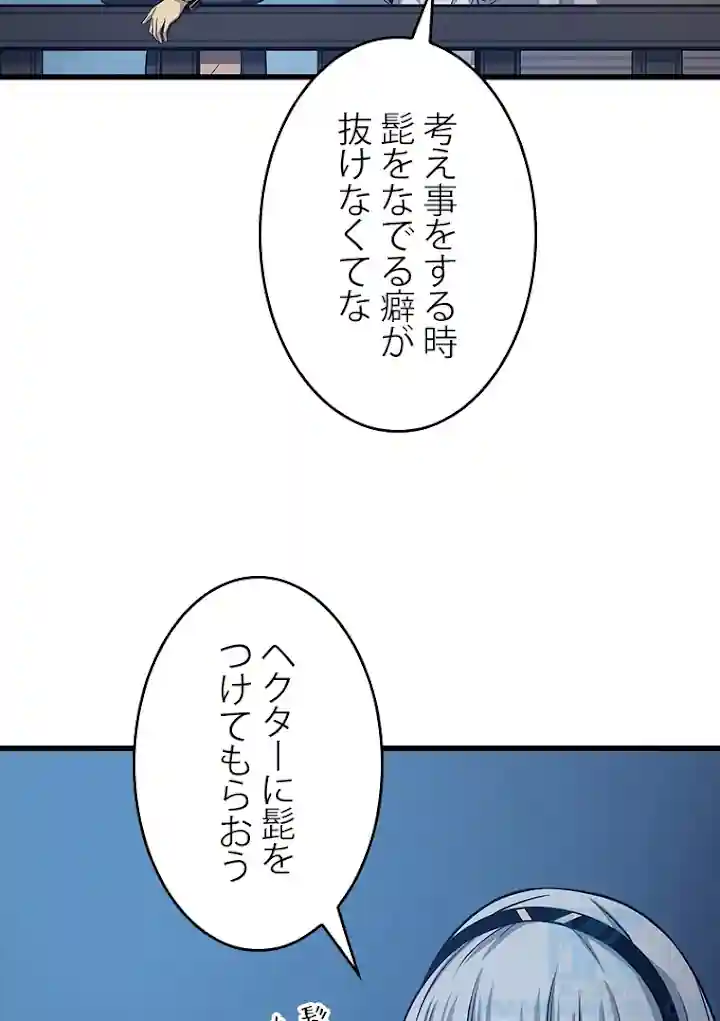 考え事をする時
髭をなでる癖が
抜けなくてな
ヘクターに髭を
つけてもらおう
髭